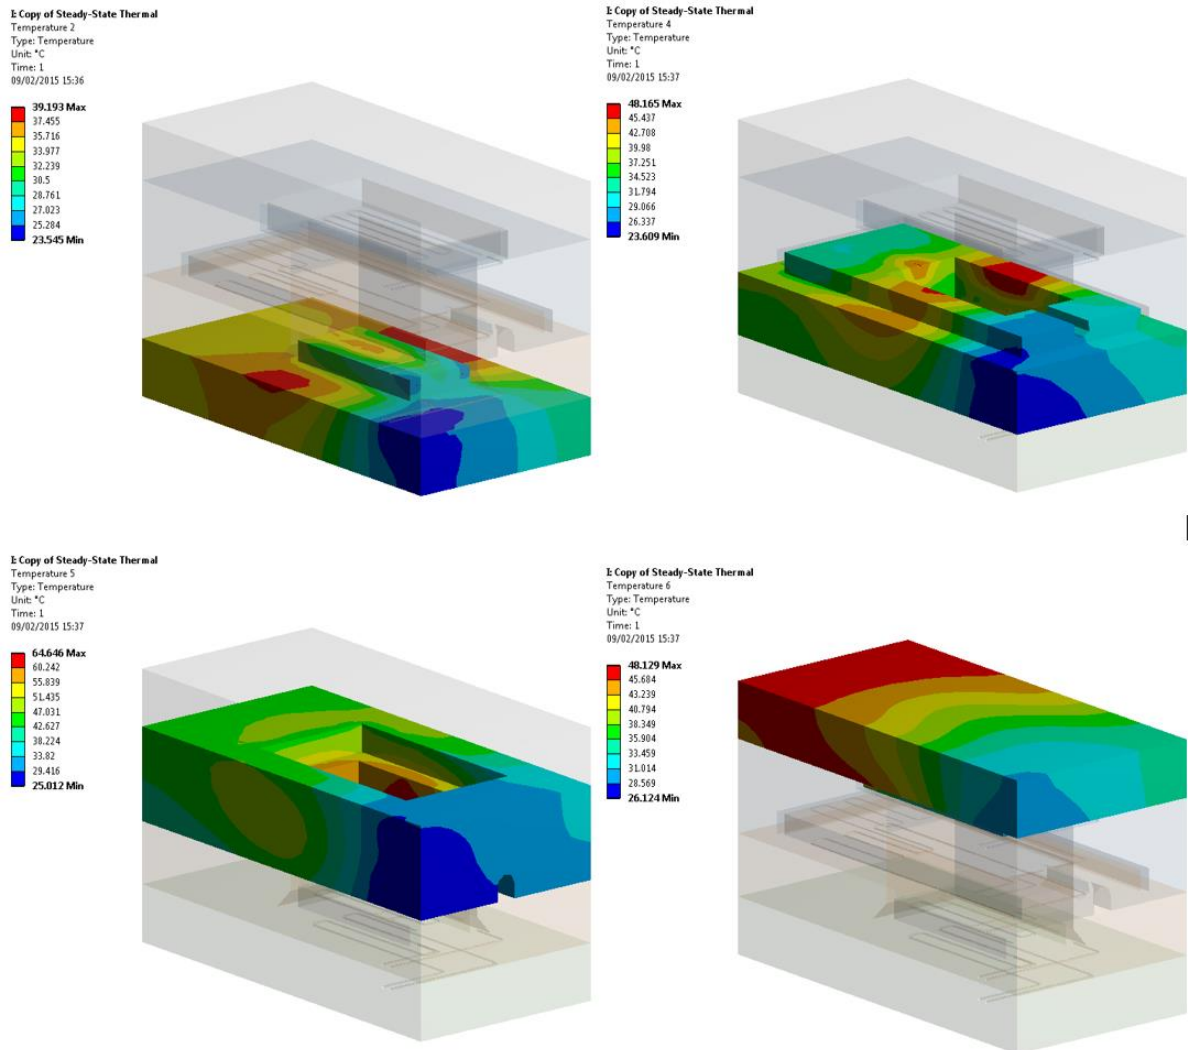 I: Copy of Steady-State Thermal
Temperature 2
Type: Temperature
Unit: °C
Time: 1
09/02/2015 15:36
39.193 Max
37.455
35.716
33.977
32.239
30.5
28.761
27.023
25.284
23.545 Min
I: Copy of Steady-State Thermal
Temperature 4
Type: Temperature
Unit: °C
Time: 1
09/02/2015 15:37
48.165 Max
45.437
42.708
39.98
37.251
34.523
31.794
29.066
26.337
23.609 Min
I: Copy of Steady-State Thermal
Temperature 5
Type: Temperature
Unit: °C
Time: 1
09/02/2015 15:37
64.646 Max
60.242
55.839
51.435
47.031
42.627
38.224
33.82
29.416
25.012 Min
I: Copy of Steady-State Thermal
Temperature 6
Type: Temperature
Unit: °C
Time: 1
09/02/2015 15:37
48.129 Max
45.684
43.239
40.794
38.349
35.904
33.459
31.014
28.569
26.124 Min